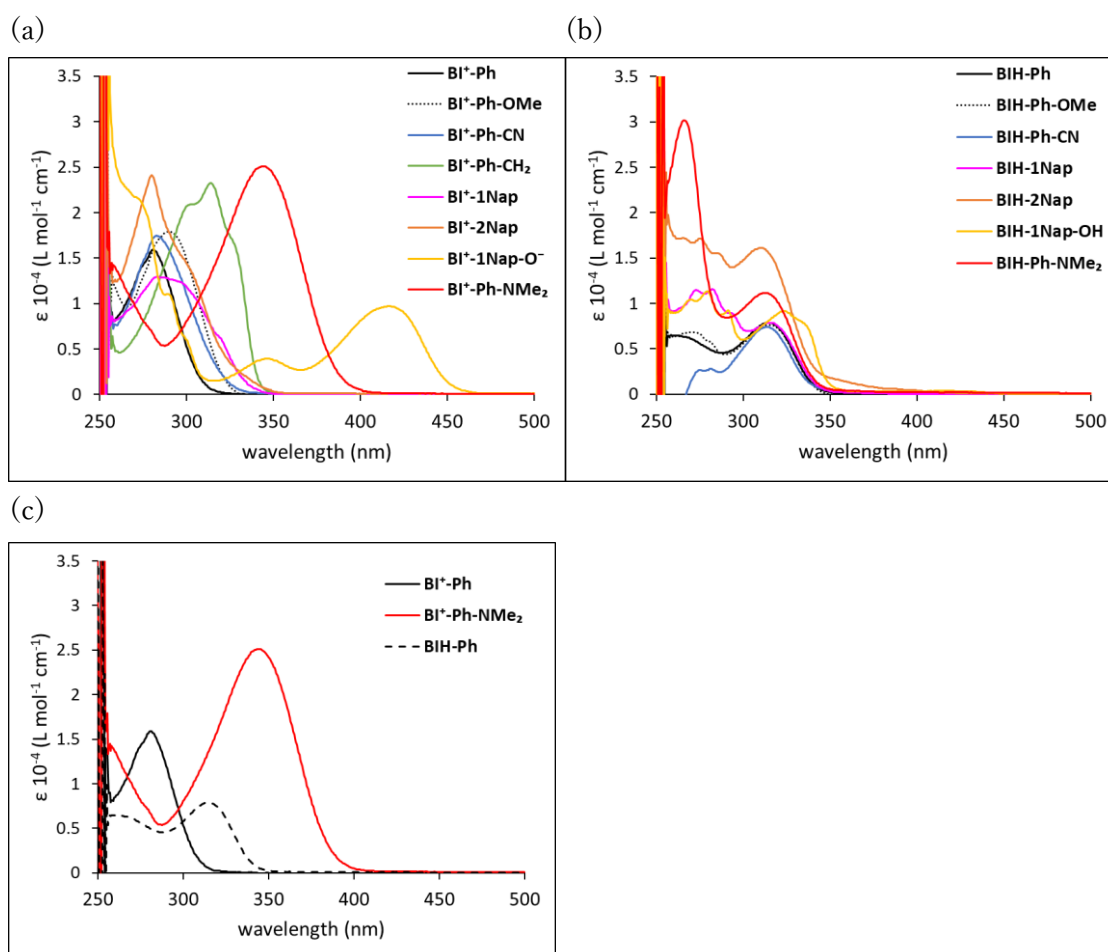 (a)
3.5
3
2.5
2
1.5
1
0.5
0
ε 10⁻⁴ (L mol⁻¹ cm⁻¹)
250 300 350 400 450 500
wavelength (nm)
BI⁺-Ph
BI⁺-Ph-OMe
BI⁺-Ph-CN
BI⁺-Ph-CH₂
BI⁺-1Nap
BI⁺-2Nap
BI⁺-1Nap-O⁻
BI⁺-Ph-NMe₂
(b)
3.5
3
2.5
2
1.5
1
0.5
0
ε 10⁻⁴ (L mol⁻¹ cm⁻¹)
250 300 350 400 450 500
wavelength (nm)
BIH-Ph
BIH-Ph-OMe
BIH-Ph-CN
BIH-1Nap
BIH-2Nap
BIH-1Nap-OH
BIH-Ph-NMe₂
(c)
3.5
3
2.5
2
1.5
1
0.5
0
ε 10⁻⁴ (L mol⁻¹ cm⁻¹)
250 300 350 400 450 500
wavelength (nm)
BI⁺-Ph
BI⁺-Ph-NMe₂
BIH-Ph